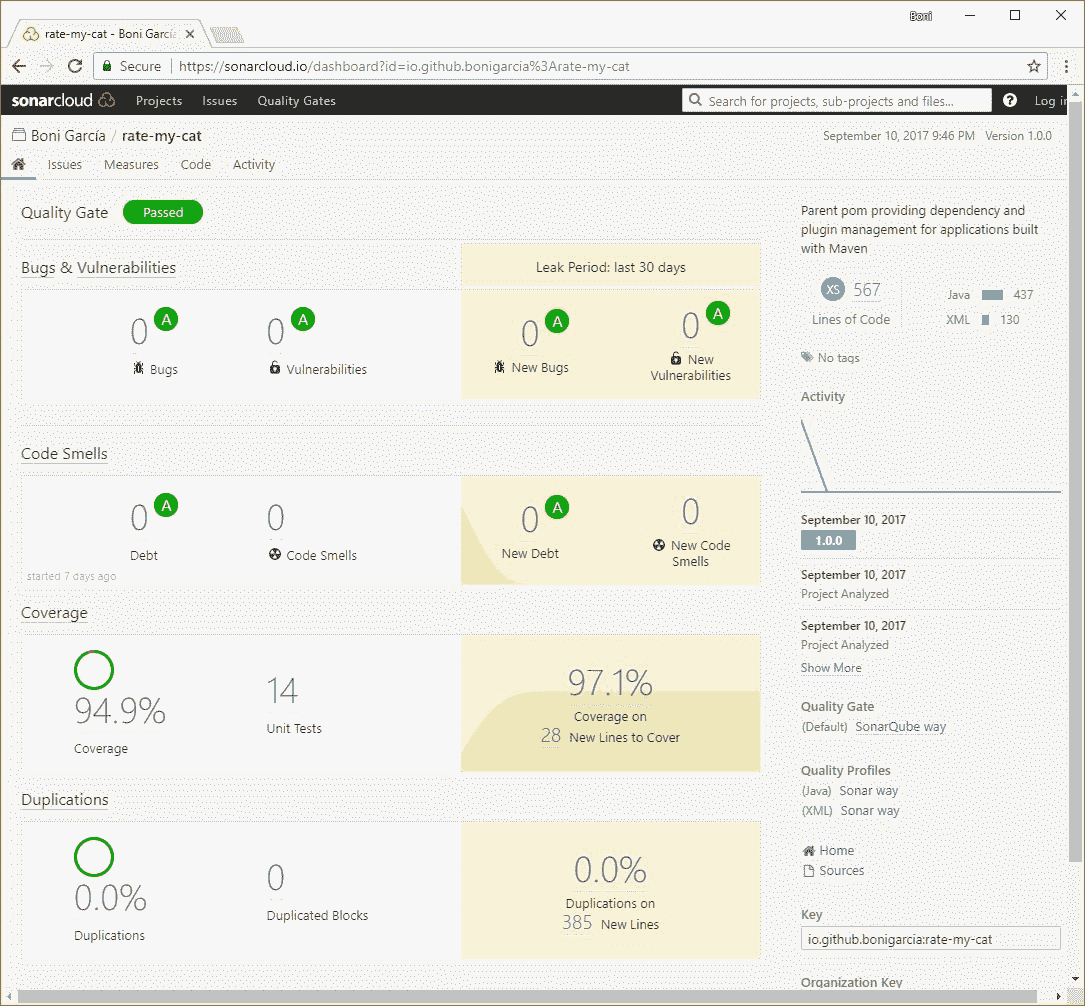 Boni
rate-my-cat - Boni García
Secure
https://sonarcloud.io/dashboard?id=io.github.bonigarcia%3Arate-my-cat
sonarcloud Projects Issues Quality Gates
Search for projects, sub-projects and files...
? Log in
Boni García / rate-my-cat
September 10, 2017 9:46 PM Version 1.0.0
Issues Measures Code Activity
Quality Gate Passed
Bugs & Vulnerabilities
Leak Period: last 30 days
0 A
Bugs
0 A
Vulnerabilities
0 A
New Bugs
0 A
New
Vulnerabilities
Code Smells
0 A
Debt
0
Code Smells
started 7 days ago
0 A
New Debt
0
New Code
Smells
Coverage
94.9%
Coverage
14
Unit Tests
97.1%
Coverage on
28 New Lines to Cover
Duplications
0.0%
Duplications
0
Duplicated Blocks
0.0%
Duplications on
385 New Lines
Parent pom providing dependency and
plugin management for applications built
with Maven
XS 567
Lines of Code
Java 437
XML 130
No tags
Activity
September 10, 2017
1.0.0
September 10, 2017
Project Analyzed
September 10, 2017
Project Analyzed
Show More
Quality Gate
(Default) SonarQube way
Quality Profiles
(Java) Sonar way
(XML) Sonar way
Home
Sources
Key
io.github.bonigarcia:rate-my-cat
Organization Key